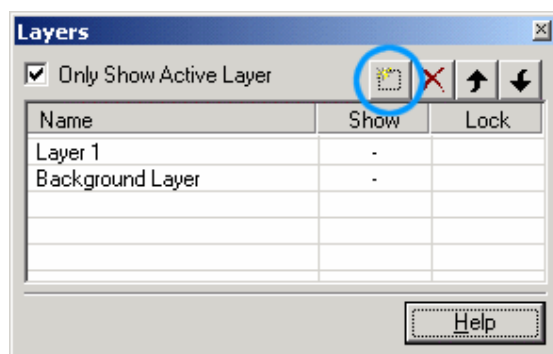 Layers
Only Show Active Layer
Name Show Lock
Layer 1 -
Background Layer -
Help